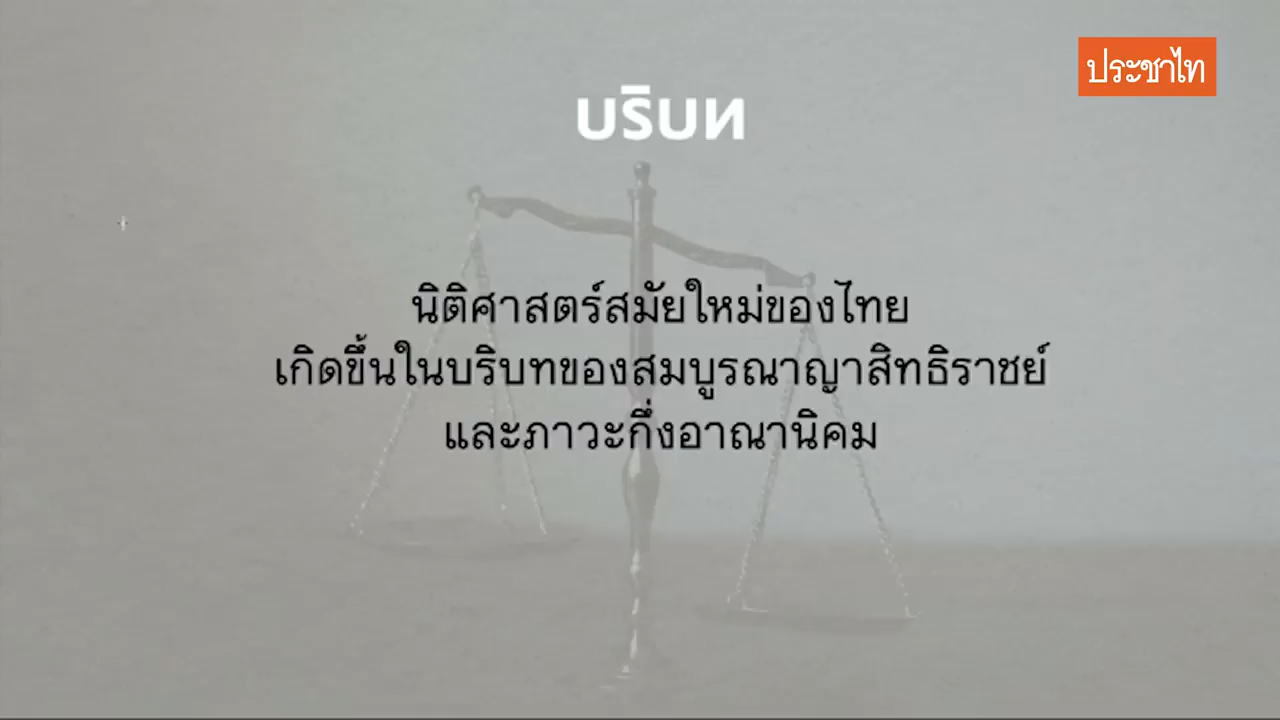 ประชาไท
บริบท
นิติศาสตร์สมัยใหม่ของไทย
เกิดขึ้นในบริบทของสมบูรณาญาสิทธิราชย์
และภาวะกึ่งอาณานิคม